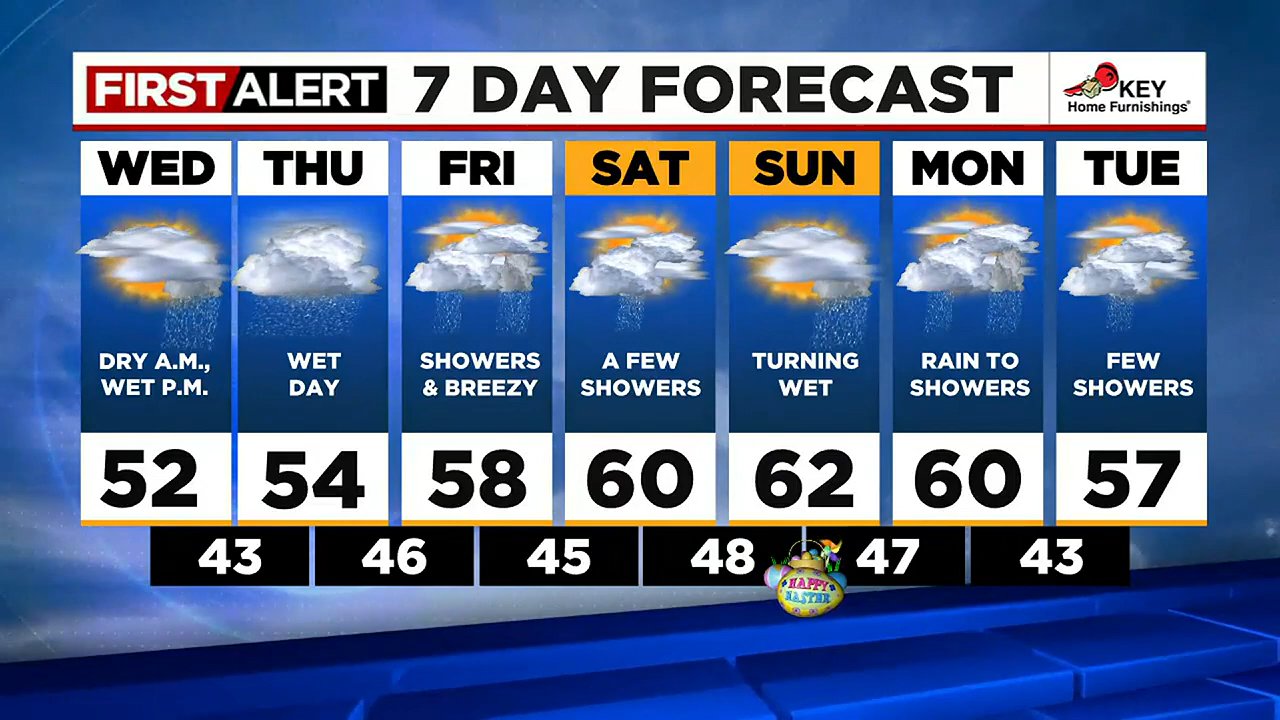 FIRST ALERT 7 DAY FORECAST
KEY
Home Furnishings®
WED THU FRI SAT SUN MON TUE
DRY A.M.,
WET P.M.
WET
DAY
SHOWERS
& BREEZY
A FEW
SHOWERS
TURNING
WET
RAIN TO
SHOWERS
FEW
SHOWERS
52 54 58 60 62 60 57
43 46 45 48 47 43
HAPPY
EASTER